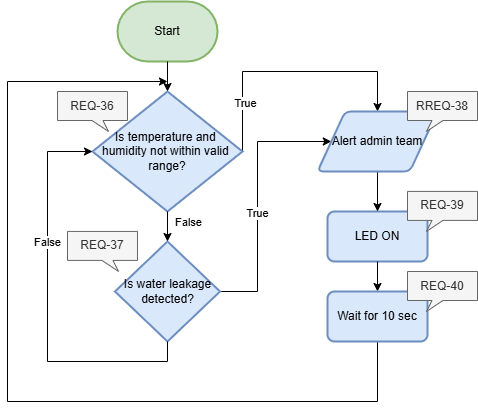 Start
REQ-36
True
RREQ-38
Is temperature and
humidity not within valid
range?
Alert admin team
REQ-39
True
False
False
REQ-37
LED ON
Is water leakage
detected?
REQ-40
Wait for 10 sec